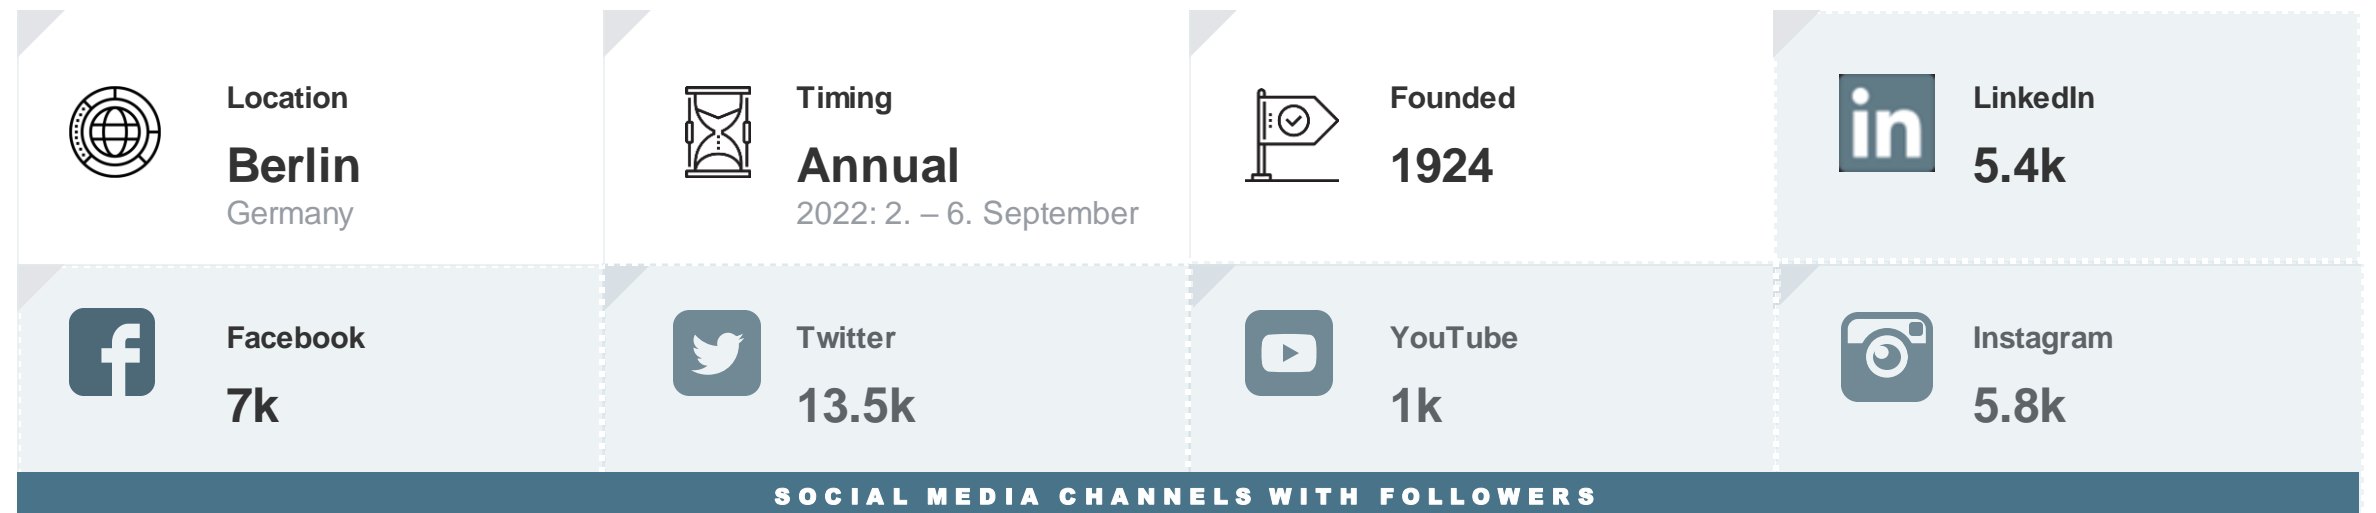 Location
Berlin
Germany
Timing
Annual
2022: 2. – 6. September
Founded
1924
in
LinkedIn
5.4k
f
Facebook
7k
Twitter
13.5k
YouTube
1k
Instagram
5.8k
SOCIAL MEDIA CHANNELS WITH FOLLOWERS